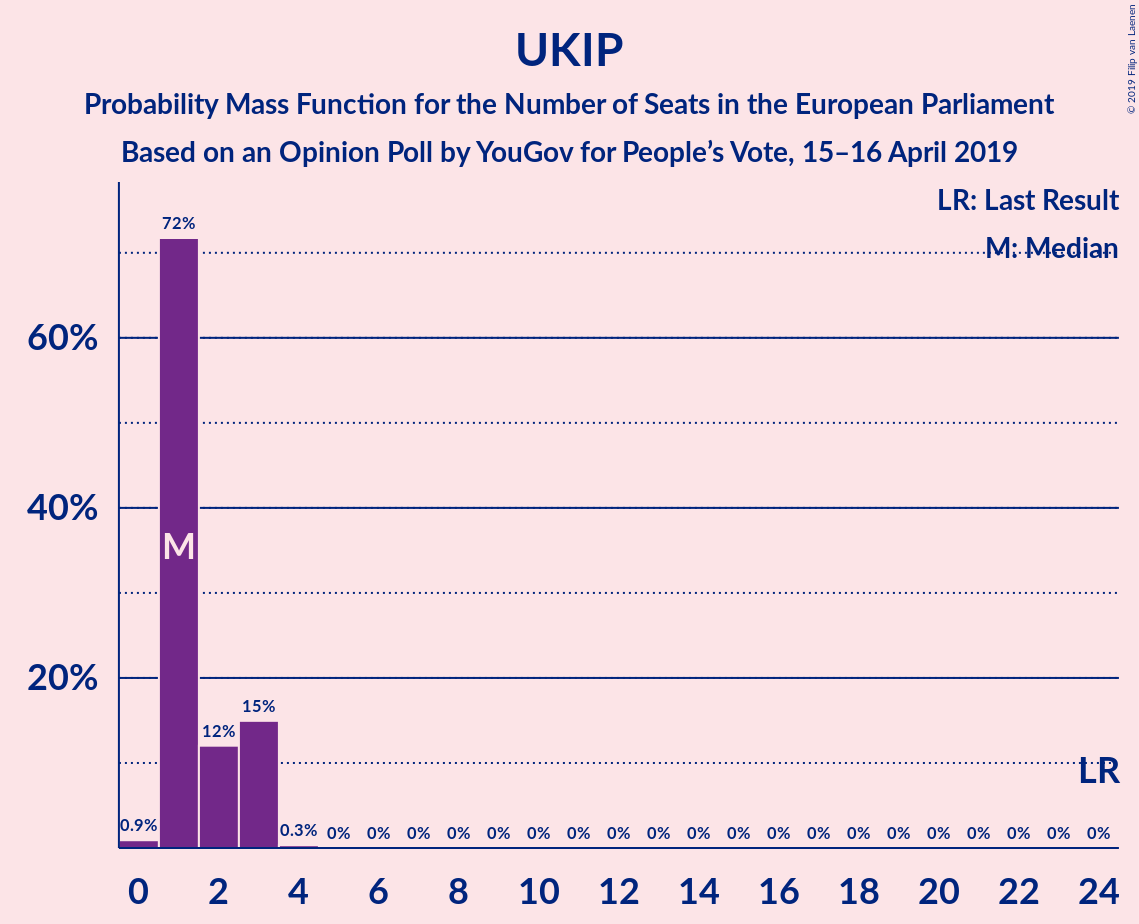 UKIP
Probability Mass Function for the Number of Seats in the European Parliament
Based on an Opinion Poll by YouGov for People’s Vote, 15–16 April 2019
© 2019 Filip van Laenen
LR: Last Result
M: Median
60%
40%
20%
0.9%
72%
12%
15%
0.3%
0% 0% 0% 0% 0% 0% 0% 0% 0% 0% 0% 0% 0% 0% 0% 0% 0% 0% 0% 0%
M
LR
0 2 4 6 8 10 12 14 16 18 20 22 24